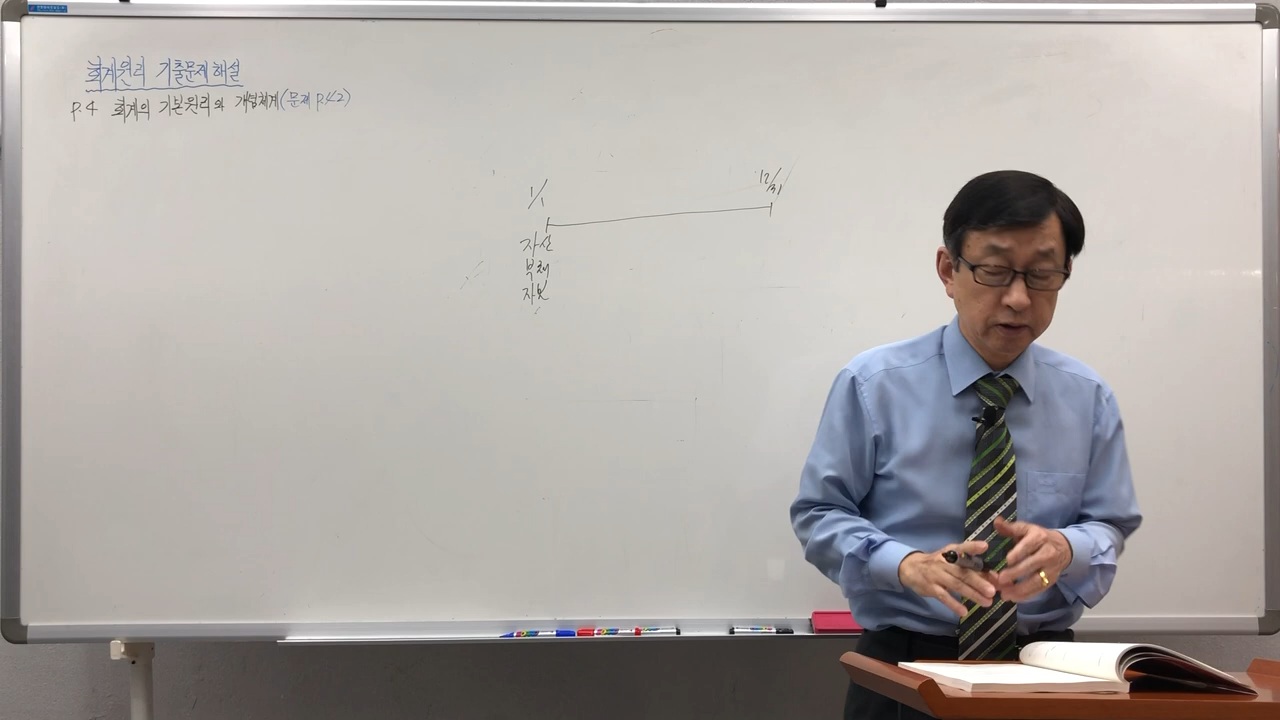 회계원리 기출문제 해설
P.4 회계의 기본원리와 개념체계(문제 P.42)
1/1
12/31
자산
부채
자본